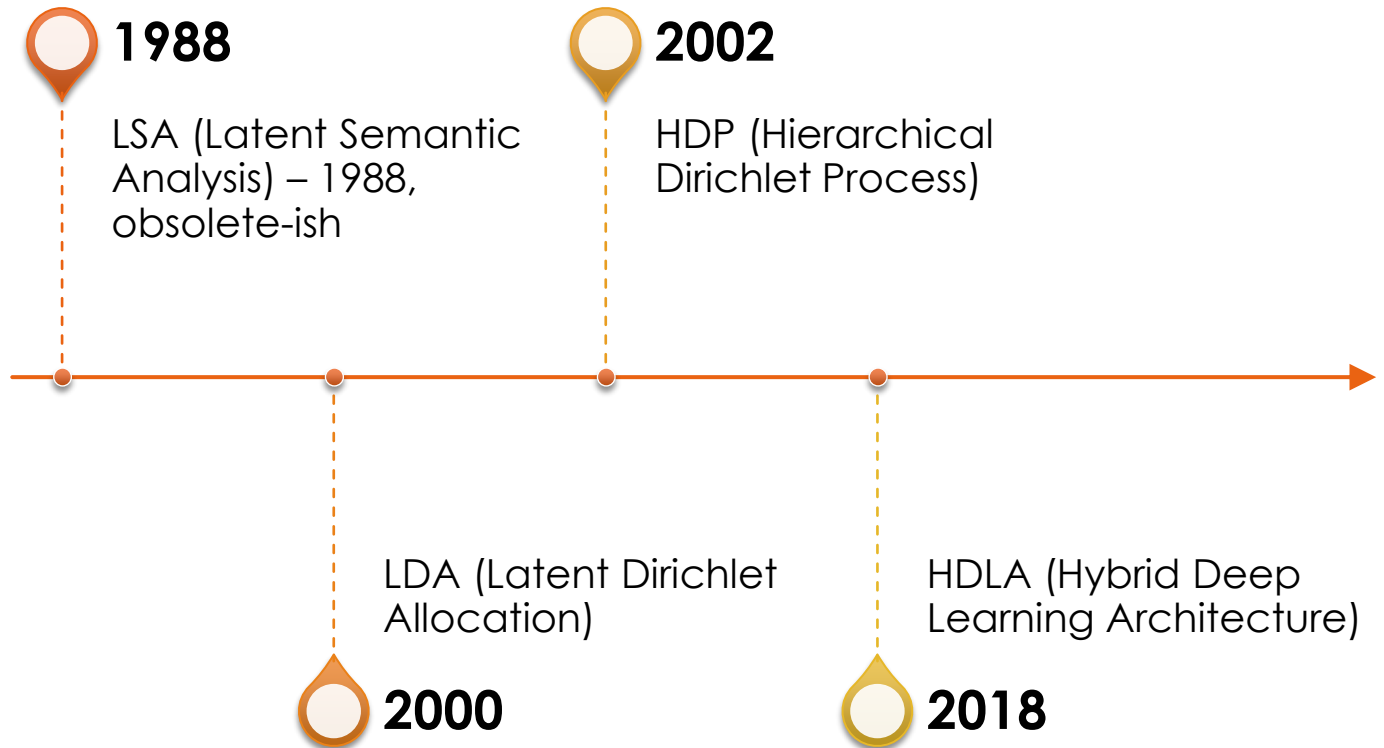 1988
LSA (Latent Semantic
Analysis) – 1988,
obsolete-ish
2002
HDP (Hierarchical
Dirichlet Process)
LDA (Latent Dirichlet
Allocation)
2000
HDLA (Hybrid Deep
Learning Architecture)
2018